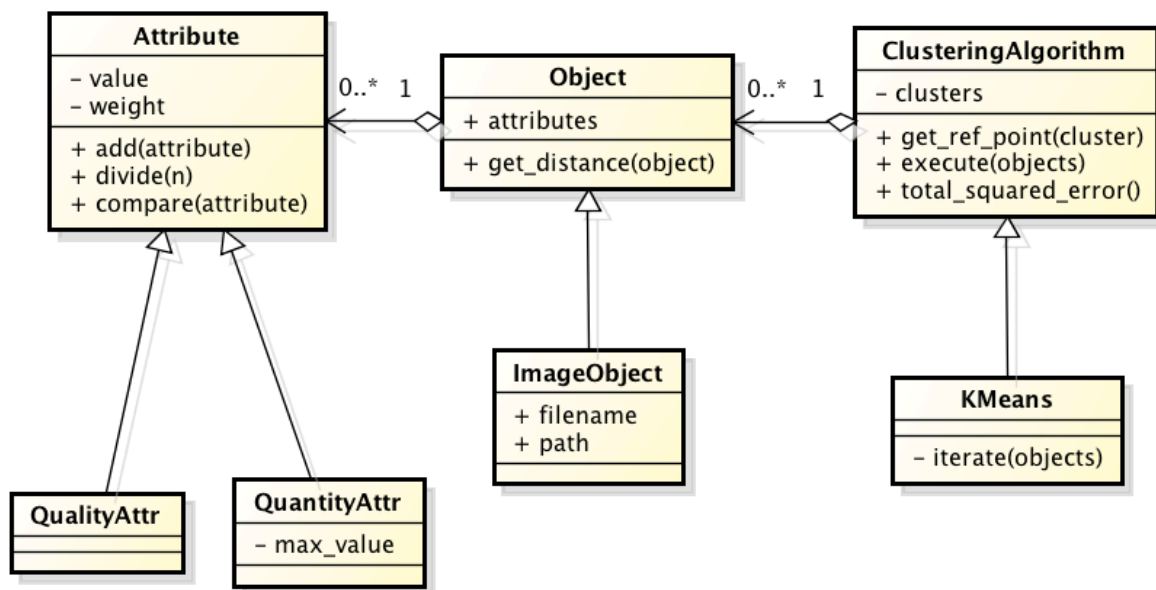 Attribute
- value
- weight
+ add(attribute)
+ divide(n)
+ compare(attribute)
0..* 1
Object
+ attributes
+ get_distance(object)
0..* 1
ClusteringAlgorithm
- clusters
+ get_ref_point(cluster)
+ execute(objects)
+ total_squared_error()
QualityAttr
QuantityAttr
- max_value
ImageObject
+ filename
+ path
KMeans
- iterate(objects)